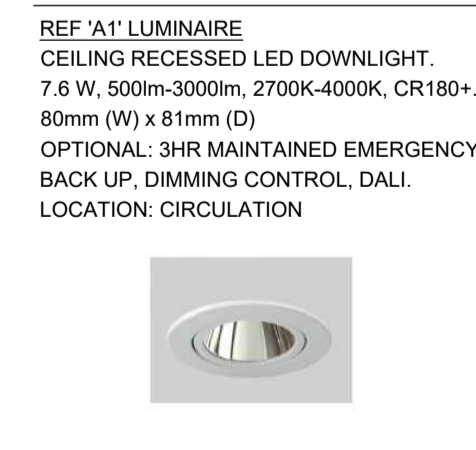 REF 'A1' LUMINAIRE
CEILING RECESSED LED DOWNLIGHT.
7.6 W, 500lm-3000lm, 2700K-4000K, CR180+.
80mm (W) x 81mm (D)
OPTIONAL: 3HR MAINTAINED EMERGENCY
BACK UP, DIMMING CONTROL, DALI.
LOCATION: CIRCULATION